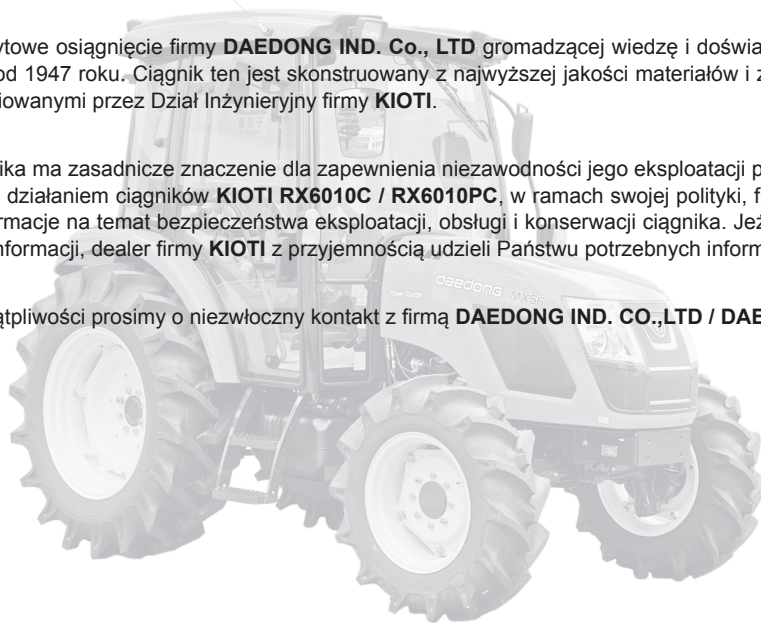 ytowe osiągnięcie firmy DAEDONG IND. Co., LTD gromadzącej wiedzę i doświa
od 1947 roku. Ciągnik ten jest skonstruowany z najwyższej jakości materiałów i z
iowanymi przez Dział Inżynieryjny firmy KIOTI.
ika ma zasadnicze znaczenie dla zapewnienia niezawodności jego eksploatacji p
działaniem ciągników KIOTI RX6010C / RX6010PC, w ramach swojej polityki, f
rmacje na temat bezpieczeństwa eksploatacji, obsługi i konserwacji ciągnika. Jeż
nformacji, dealer firmy KIOTI z przyjemnością udzieli Państwu potrzebnych inform
daedong MX56
ątpliwości prosimy o niezwłoczny kontakt z firmą DAEDONG IND. CO.,LTD / DAE